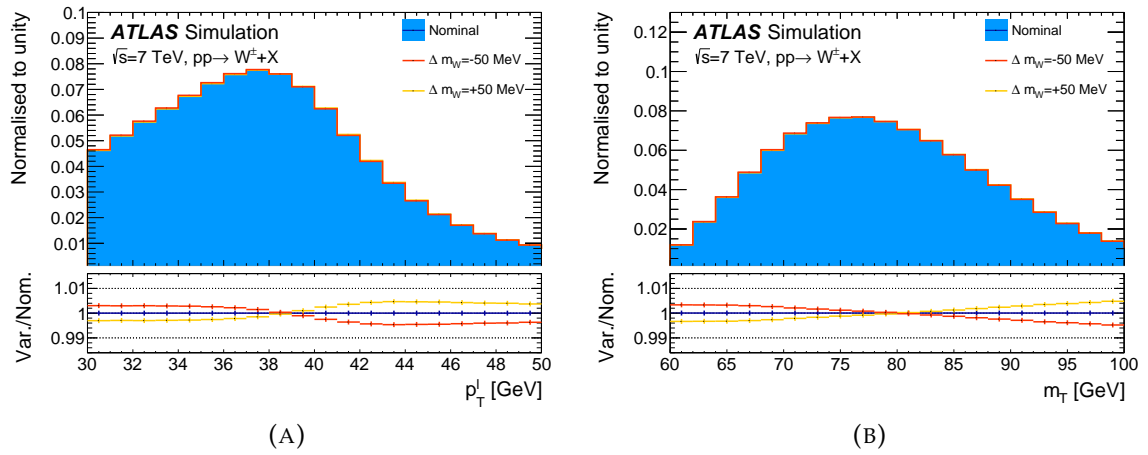 ATLAS Simulation
√s=7 TeV, pp→ W±+X
Nominal
Δ mW=-50 MeV
Δ mW=+50 MeV
Normalised to unity
0.1
0.09
0.08
0.07
0.06
0.05
0.04
0.03
0.02
0.01
Var./Nom.
1.01
1
0.99
30 32 34 36 38 40 42 44 46 48 50
plT [GeV]
(A)
ATLAS Simulation
√s=7 TeV, pp→ W±+X
Nominal
Δ mW=-50 MeV
Δ mW=+50 MeV
Normalised to unity
0.12
0.1
0.08
0.06
0.04
0.02
Var./Nom.
1.01
1
0.99
60 65 70 75 80 85 90 95 100
mT [GeV]
(B)